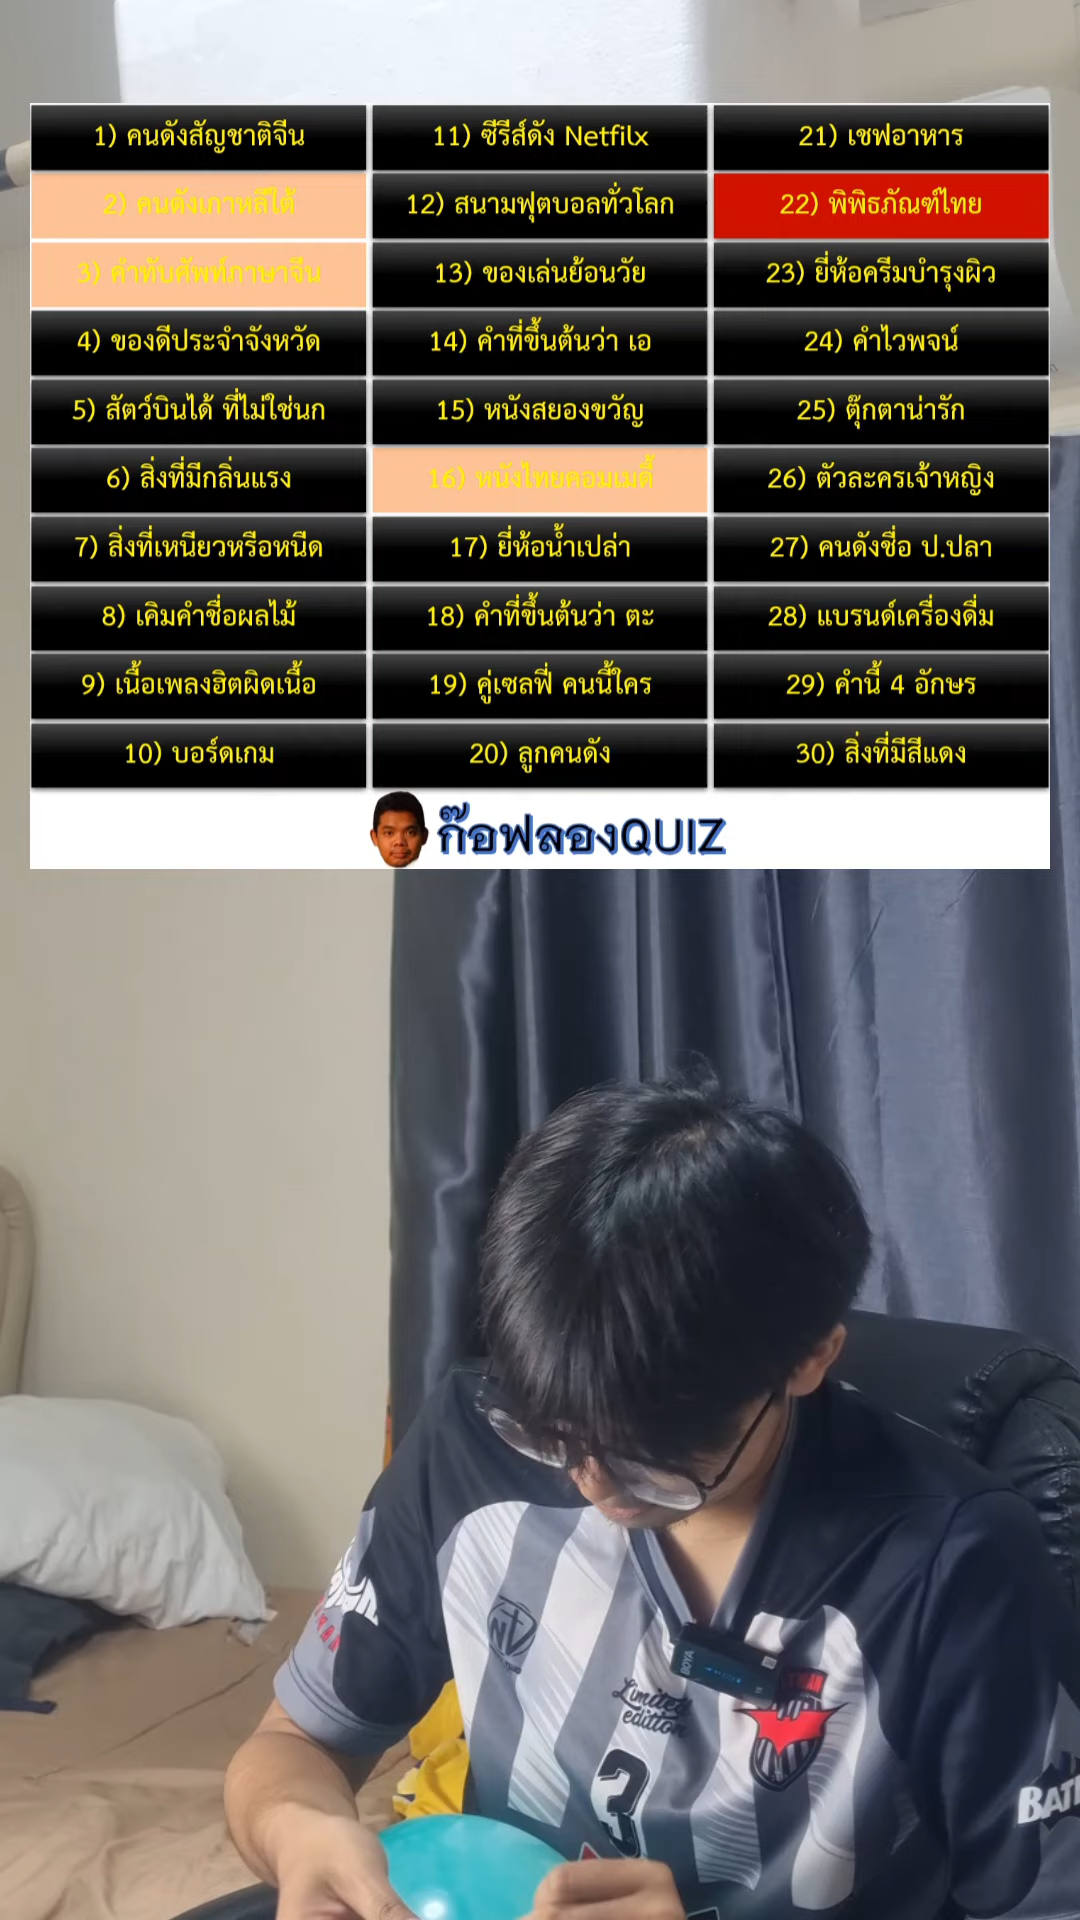 1) คนดังสัญชาติจีน
2) คนดังเกาหลีใต้
3) คำทับศัพท์ภาษาจีน
4) ของดีประจำจังหวัด
5) สัตว์บินได้ ที่ไม่ใช่นก
6) สิ่งที่มีกลิ่นแรง
7) สิ่งที่เหนียวหรือหนืด
8) เคิมคำชื่อผลไม้
9) เนื้อเพลงฮิตผิดเนื้อ
10) บอร์ดเกม
11) ซีรีส์ดัง Netfilx
12) สนามฟุตบอลทั่วโลก
13) ของเล่นย้อนวัย
14) คำที่ขึ้นต้นว่า เอ
15) หนังสยองขวัญ
16) หนังไทยคอมเมดี้
17) ยี่ห้อน้ำเปล่า
18) คำที่ขึ้นต้นว่า ตะ
19) คู่เซลฟี่ คนนี้ใคร
20) ลูกคนดัง
21) เชฟอาหาร
22) พิพิธภัณฑ์ไทย
23) ยี่ห้อครีมบำรุงผิว
24) คำไวพจน์
25) ตุ๊กตาน่ารัก
26) ตัวละครเจ้าหญิง
27) คนดังชื่อ ป.ปลา
28) แบรนด์เครื่องดื่ม
29) คำนี้ 4 อักษร
30) สิ่งที่มีสีแดง
ก๊อฟลองQUIZ
BOYA
Limited
edition
3